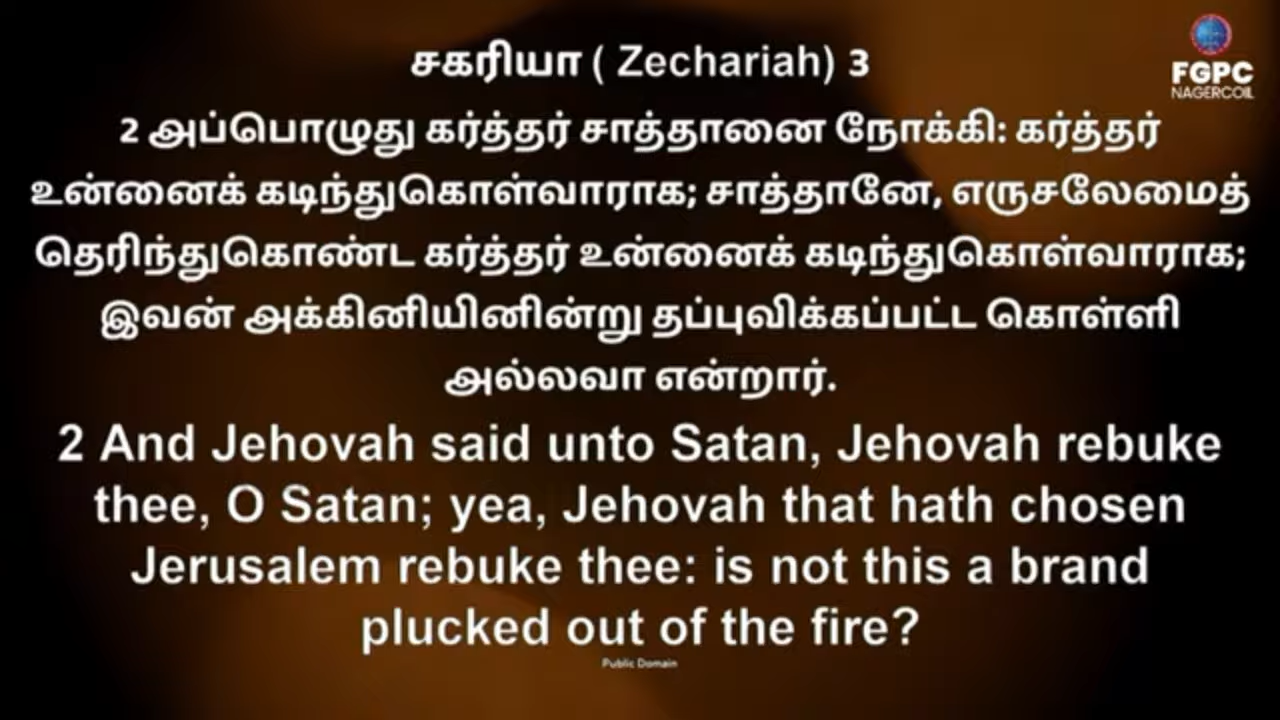 சகரியா ( Zechariah) 3
FGPC
NAGERCOIL
2 அப்பொழுது கர்த்தர் சாத்தானை நோக்கி: கர்த்தர்
உன்னைக் கடிந்துகொள்வாராக; சாத்தானே, எருசலேமைத்
தெரிந்துகொண்ட கர்த்தர் உன்னைக் கடிந்துகொள்வாராக;
இவன் அக்கினியினின்று தப்புவிக்கப்பட்ட கொள்ளி
அல்லவா என்றார்.
2 And Jehovah said unto Satan, Jehovah rebuke
thee, O Satan; yea, Jehovah that hath chosen
Jerusalem rebuke thee: is not this a brand
plucked out of the fire?
Public Domain